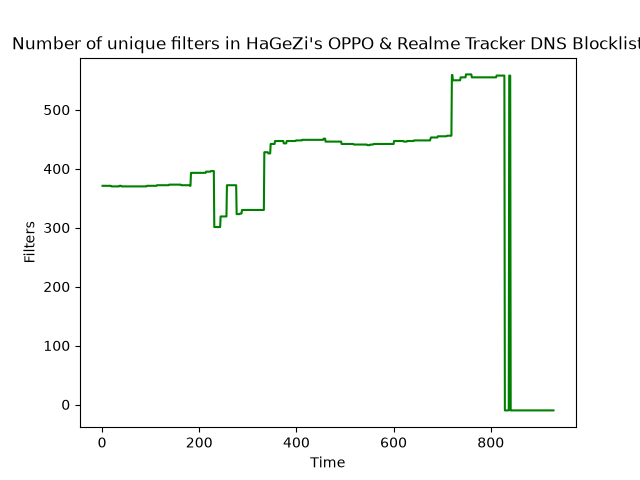 Number of unique filters in HaGeZi's OPPO & Realme Tracker DNS Blocklist
Filters
500
400
300
200
100
0
0 200 400 600 800
Time